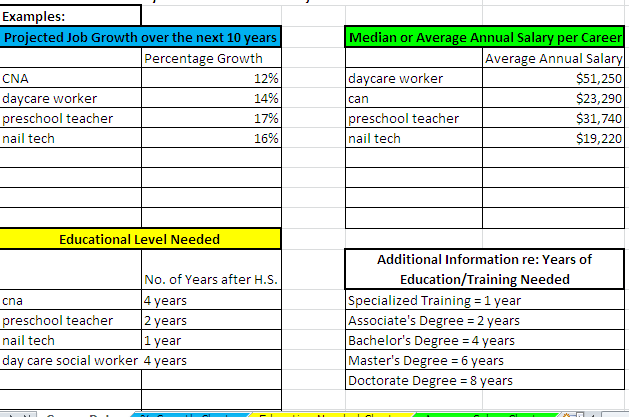 Examples:
Projected Job Growth over the next 10 years
Percentage Growth
CNA 12%
daycare worker 14%
preschool teacher 17%
nail tech 16%
Median or Average Annual Salary per Career
Average Annual Salary
daycare worker $51,250
can $23,290
preschool teacher $31,740
nail tech $19,220
Educational Level Needed
No. of Years after H.S.
cna 4 years
preschool teacher 2 years
nail tech 1 year
day care social worker 4 years
Additional Information re: Years of
Education/Training Needed
Specialized Training = 1 year
Associate's Degree = 2 years
Bachelor's Degree = 4 years
Master's Degree = 6 years
Doctorate Degree = 8 years